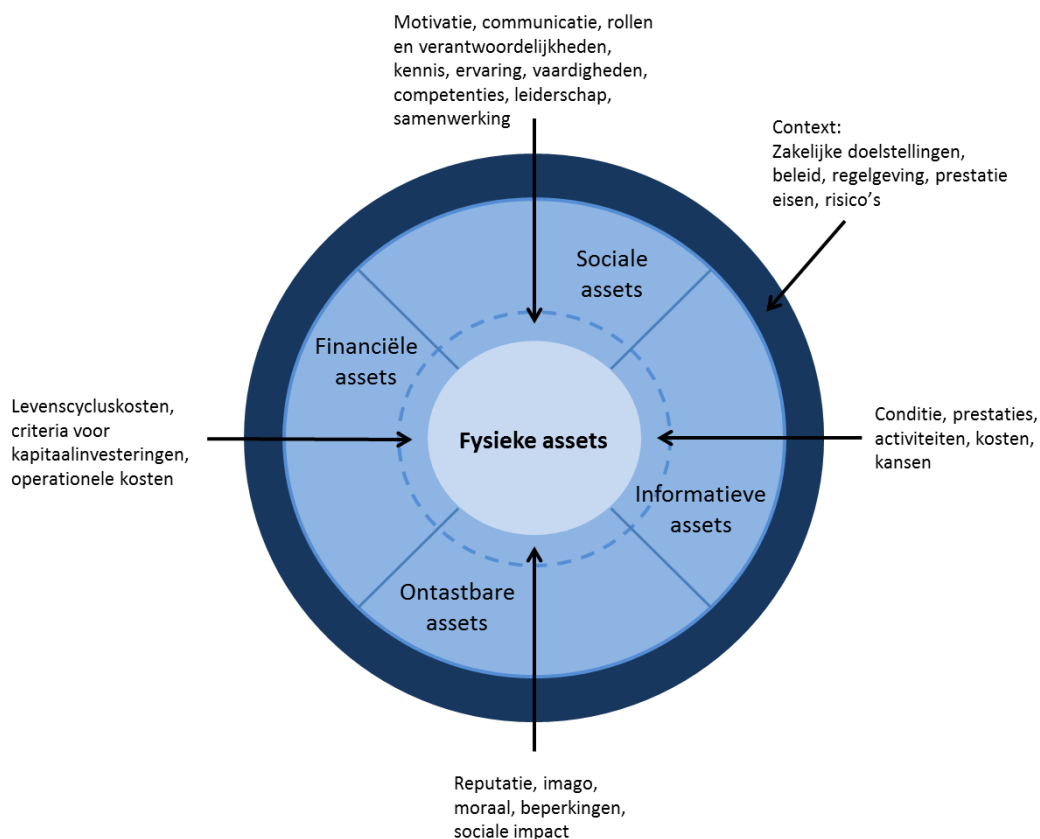 Motivatie, communicatie, rollen
en verantwoordelijkheden,
kennis, ervaring, vaardigheden,
competenties, leiderschap,
samenwerking
Context:
Zakelijke doelstellingen,
beleid, regelgeving, prestatie
eisen, risico’s
Sociale
assets
Financiële
assets
Levenscycluskosten,
criteria voor
kapitaalinvesteringen,
operationele kosten
Fysieke assets
Conditie, prestaties,
activiteiten, kosten,
kansen
Informatieve
assets
Ontastbare
assets
Reputatie, imago,
moraal, beperkingen,
sociale impact